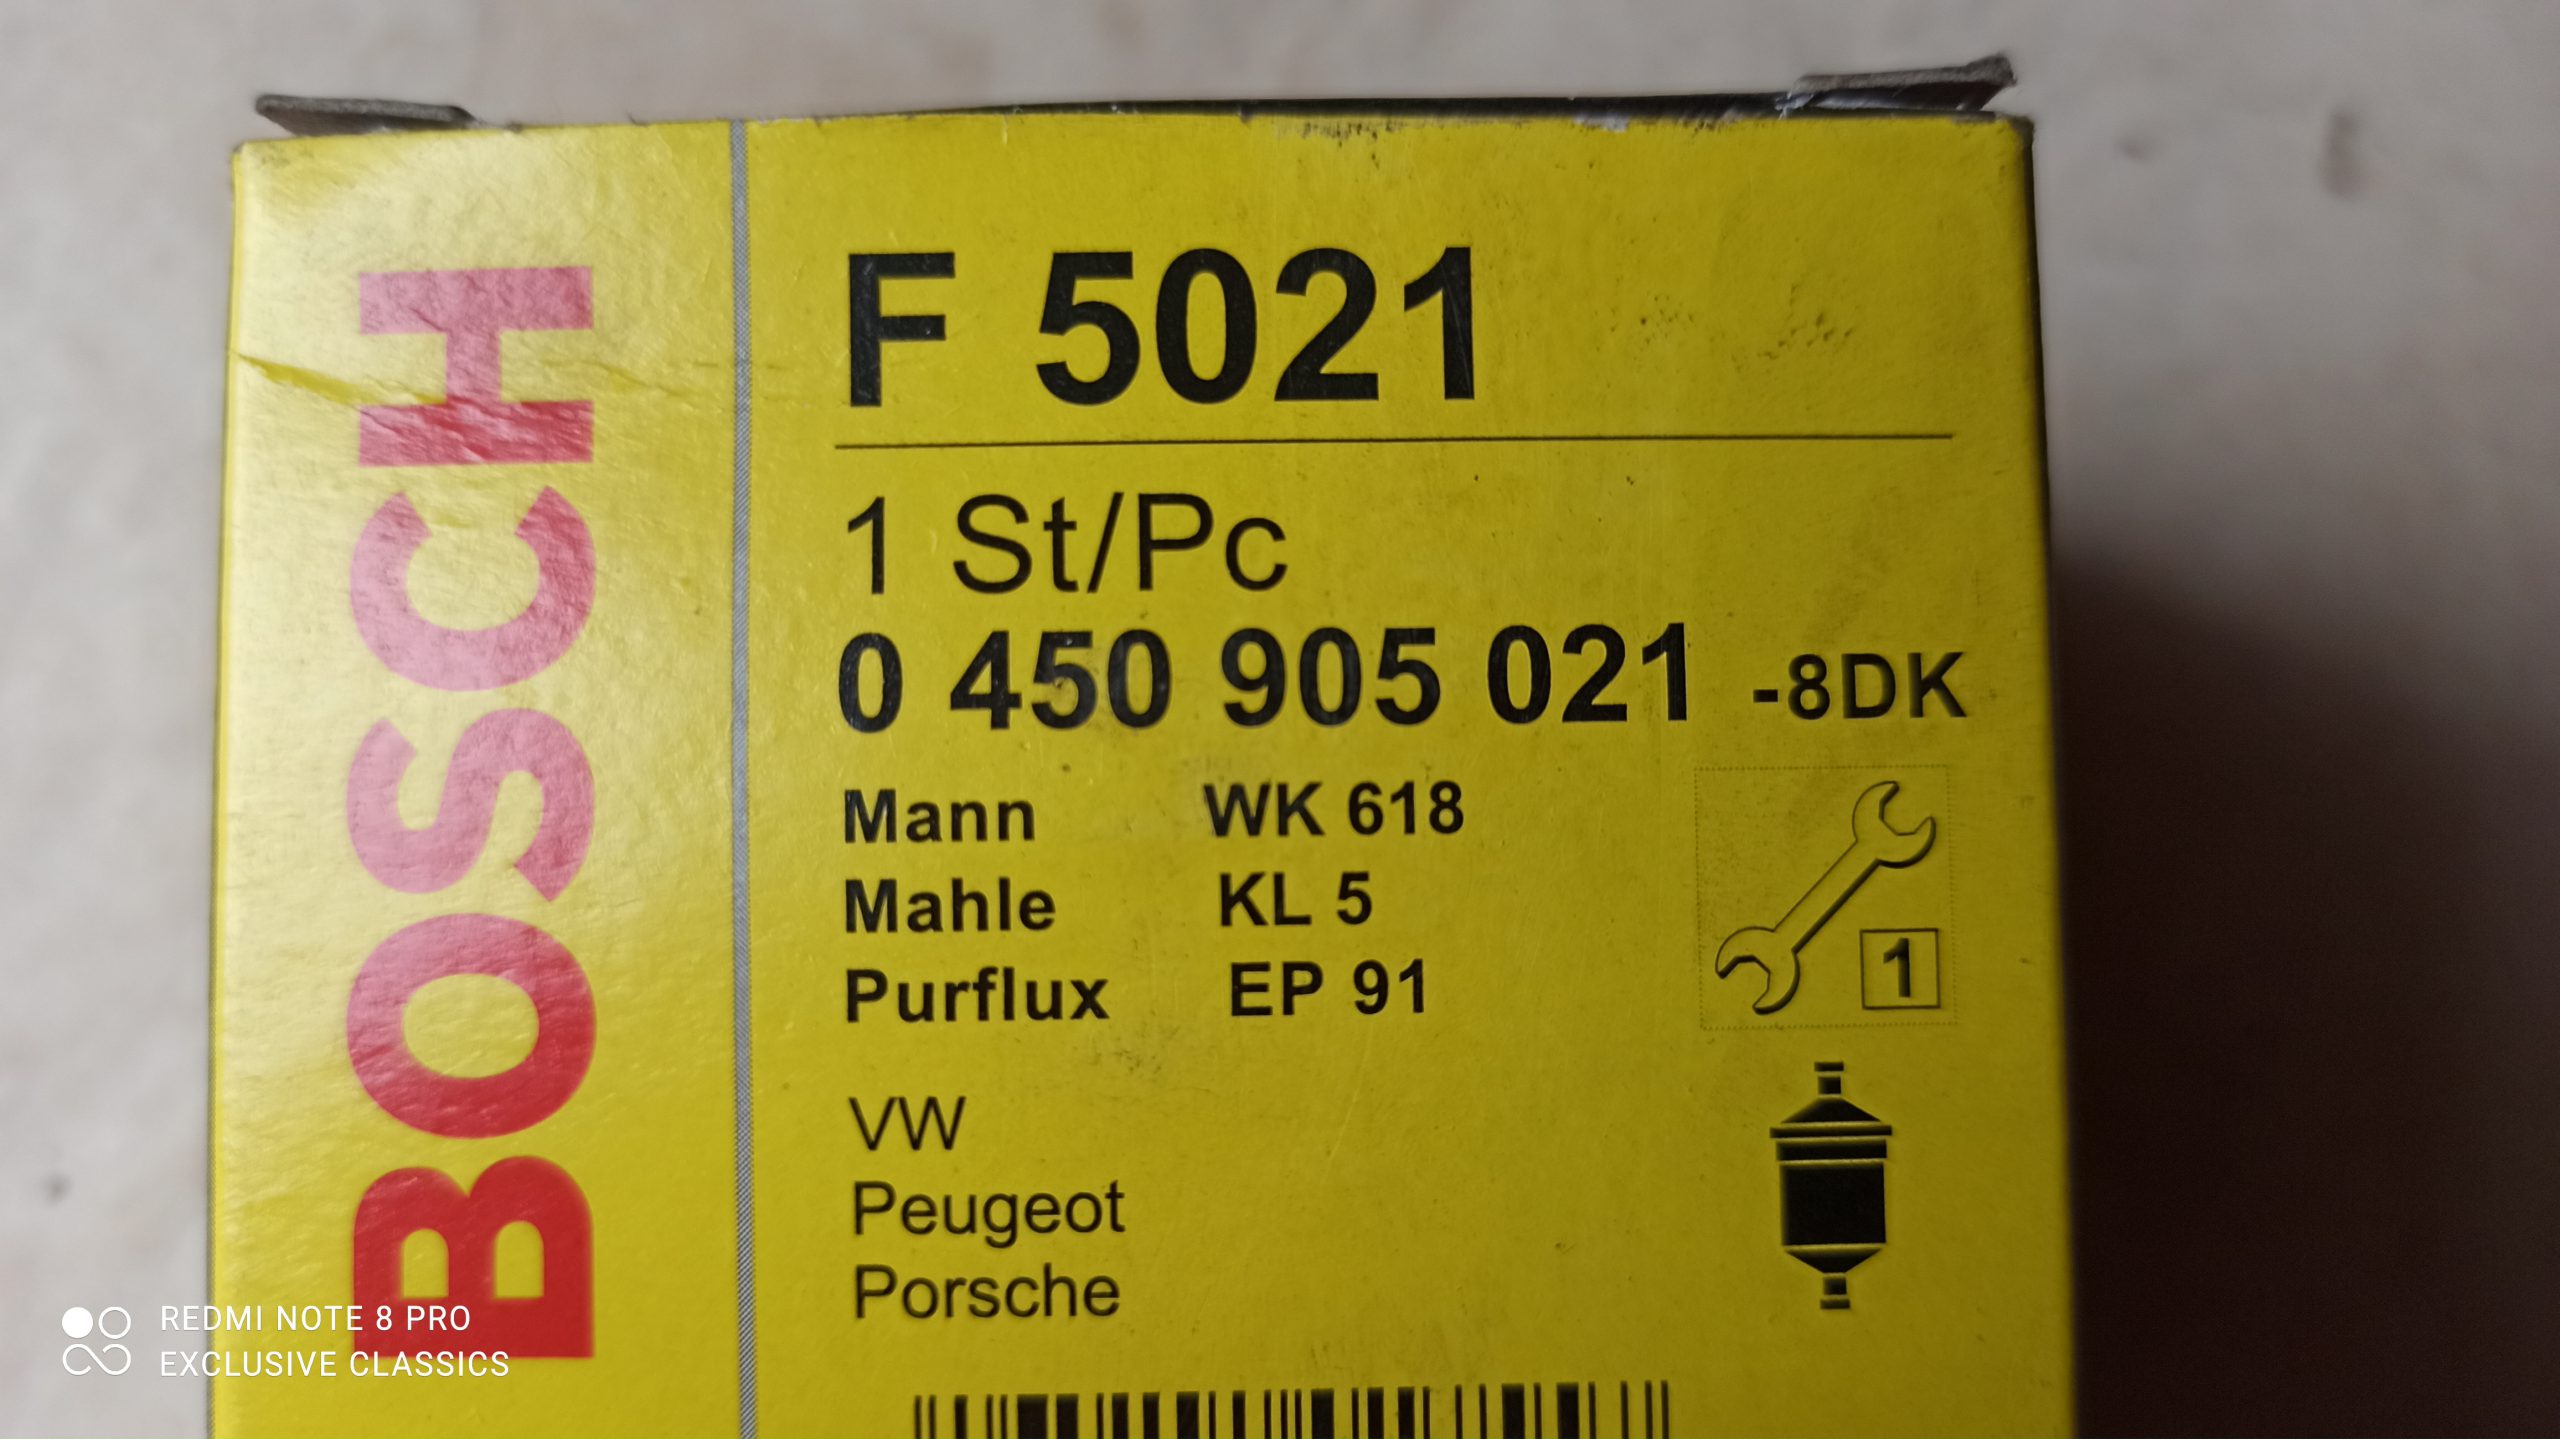 BOSCH
F 5021
1 St/Pc
0 450 905 021 -8DK
Mann WK 618
Mahle KL 5
Purflux EP 91
1
VW
Peugeot
Porsche
REDMI NOTE 8 PRO
EXCLUSIVE CLASSICS